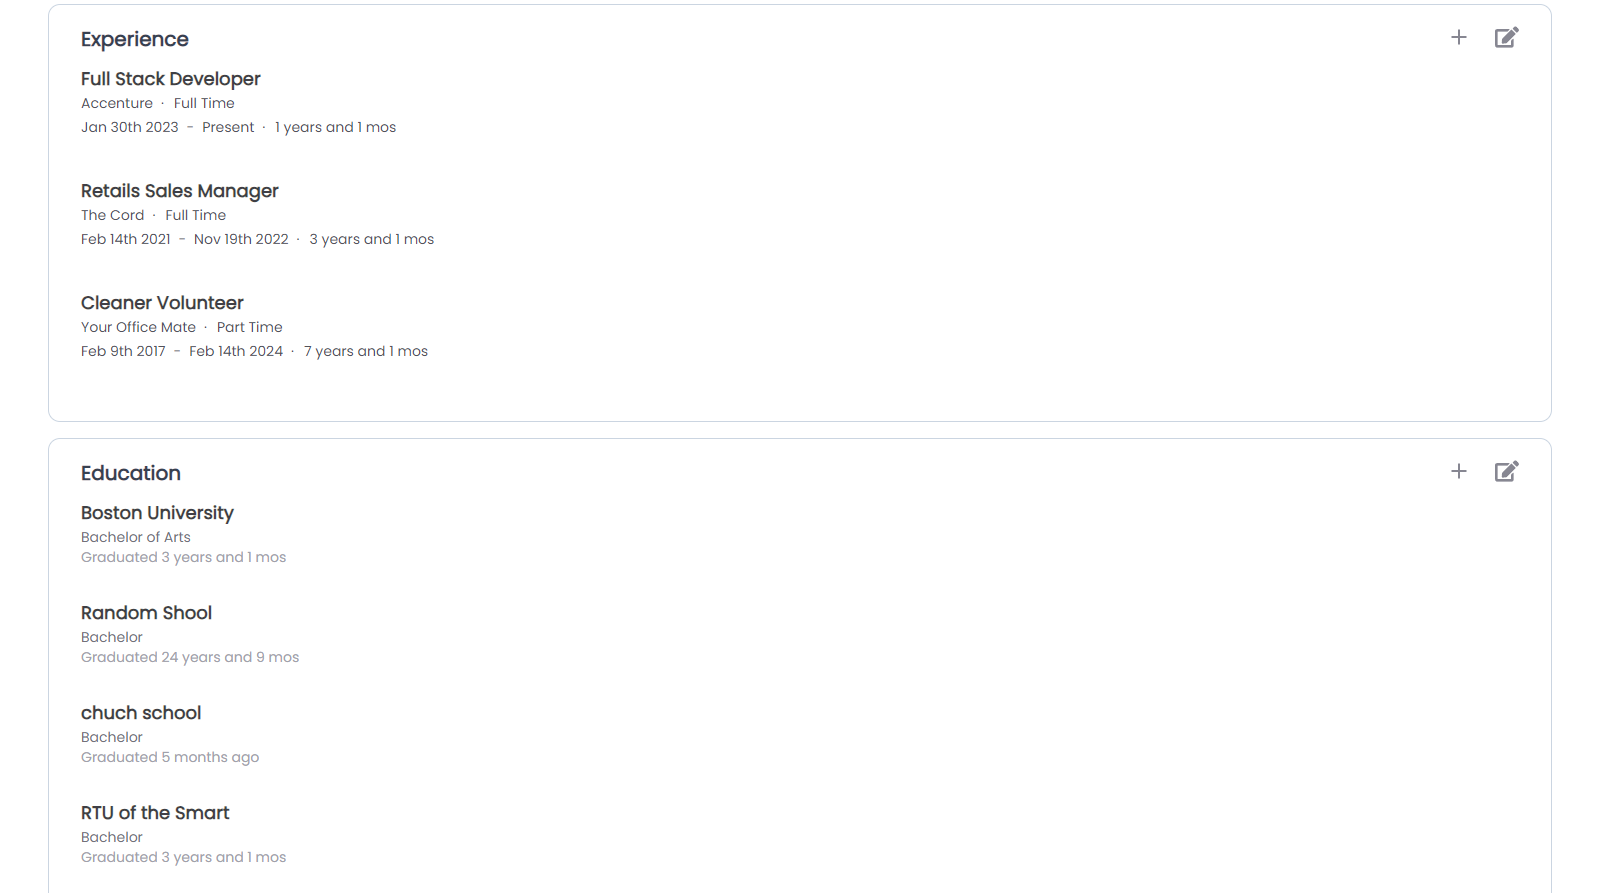 Experience
Full Stack Developer
Accenture · Full Time
Jan 30th 2023 - Present · 1 years and 1 mos
Retails Sales Manager
The Cord · Full Time
Feb 14th 2021 - Nov 19th 2022 · 3 years and 1 mos
Cleaner Volunteer
Your Office Mate · Part Time
Feb 9th 2017 - Feb 14th 2024 · 7 years and 1 mos
Education
Boston University
Bachelor of Arts
Graduated 3 years and 1 mos
Random Shool
Bachelor
Graduated 24 years and 9 mos
chuch school
Bachelor
Graduated 5 months ago
RTU of the Smart
Bachelor
Graduated 3 years and 1 mos